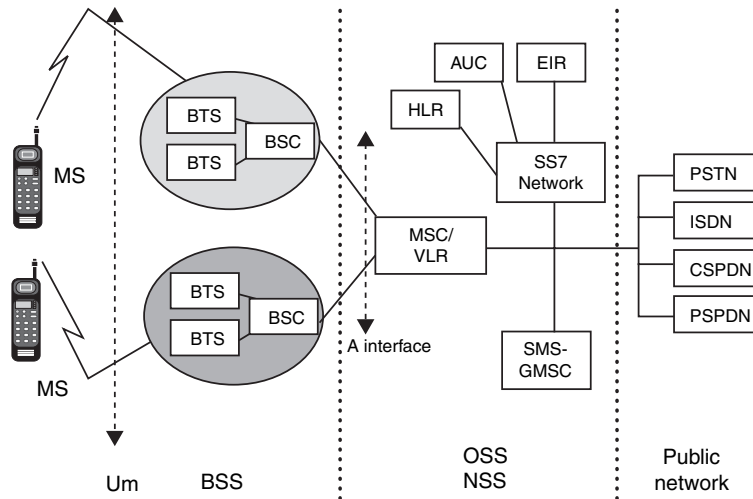 AUC
EIR
HLR
BTS
BTS
BSC
SS7
Network
PSTN
MS
ISDN
MSC/
VLR
CSPDN
BTS
BTS
BSC
PSPDN
A interface
SMS-
GMSC
MS
Um
BSS
OSS
NSS
Public
network